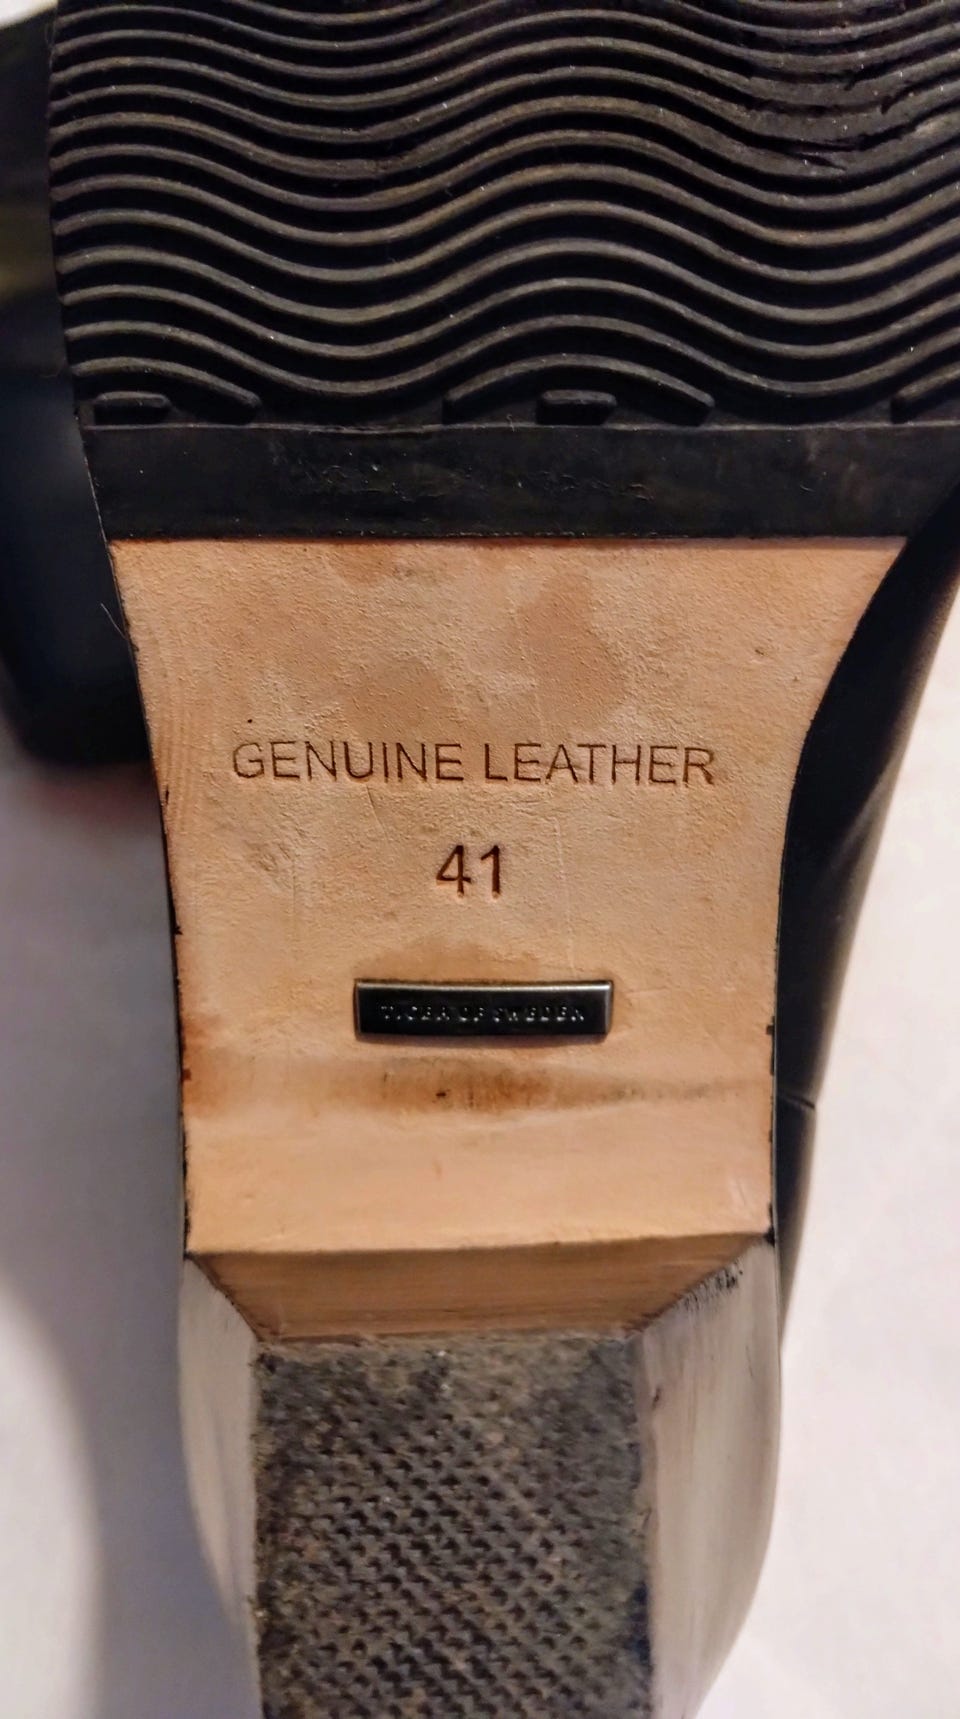 GENUINE LEATHER
41
TIGER OF SWEDEN